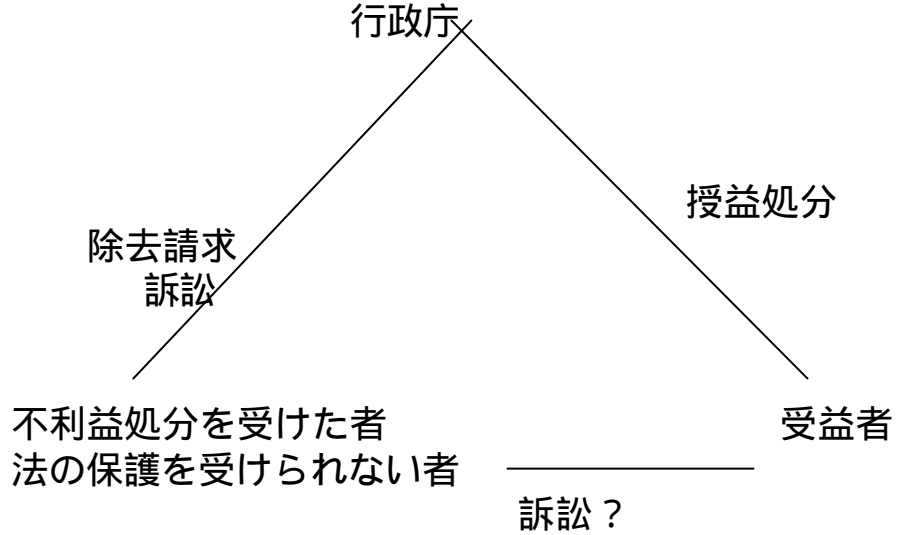 行政庁
授益処分
除去請求
訴訟
不利益処分を受けた者
受益者
法の保護を受けられない者
訴訟？